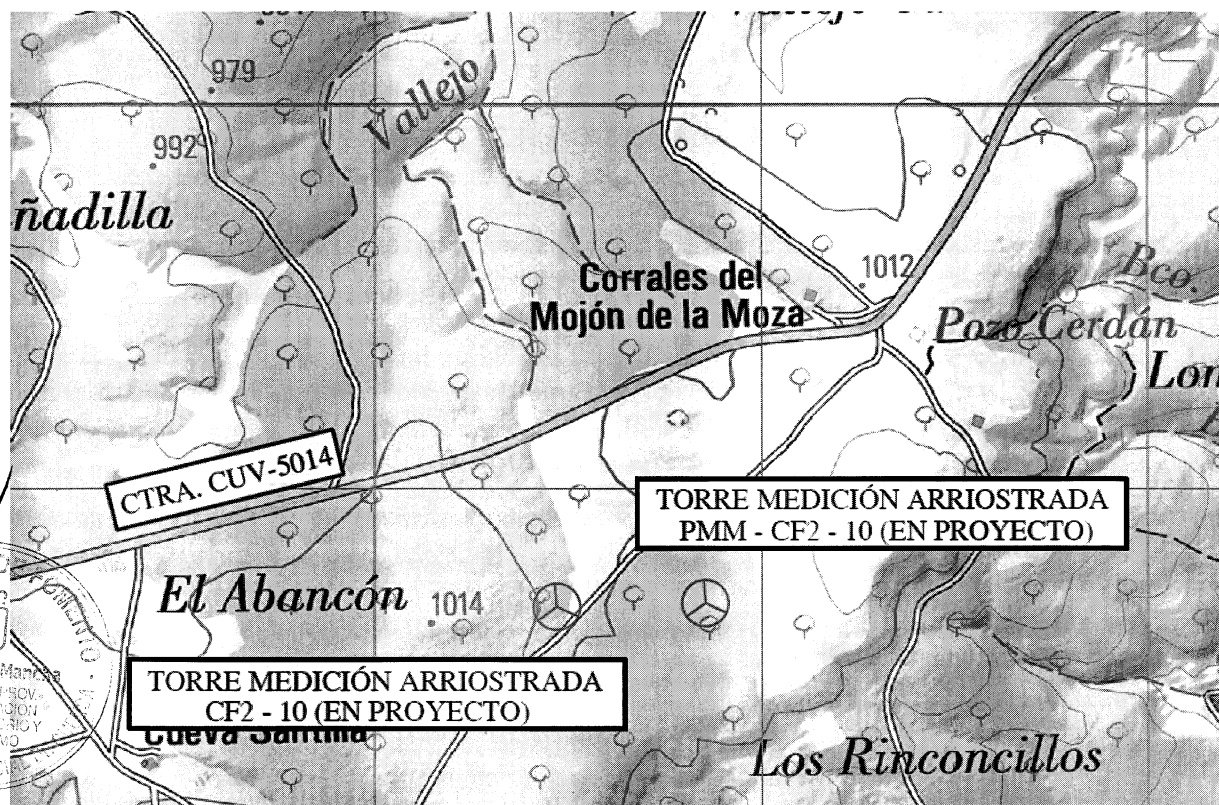 979
Vallejo
992
ñadilla
1012
Corrales del
Mojón de la Moza
Bco.
Pozo Cerdán
Lon
CTRA. CUV-5014
TORRE MEDICIÓN ARRIOSTRADA
PMM - CF2 - 10 (EN PROYECTO)
El Abancón
1014
TORRE MEDICIÓN ARRIOSTRADA
CF2 - 10 (EN PROYECTO)
Mancha
Los Rinconcillos